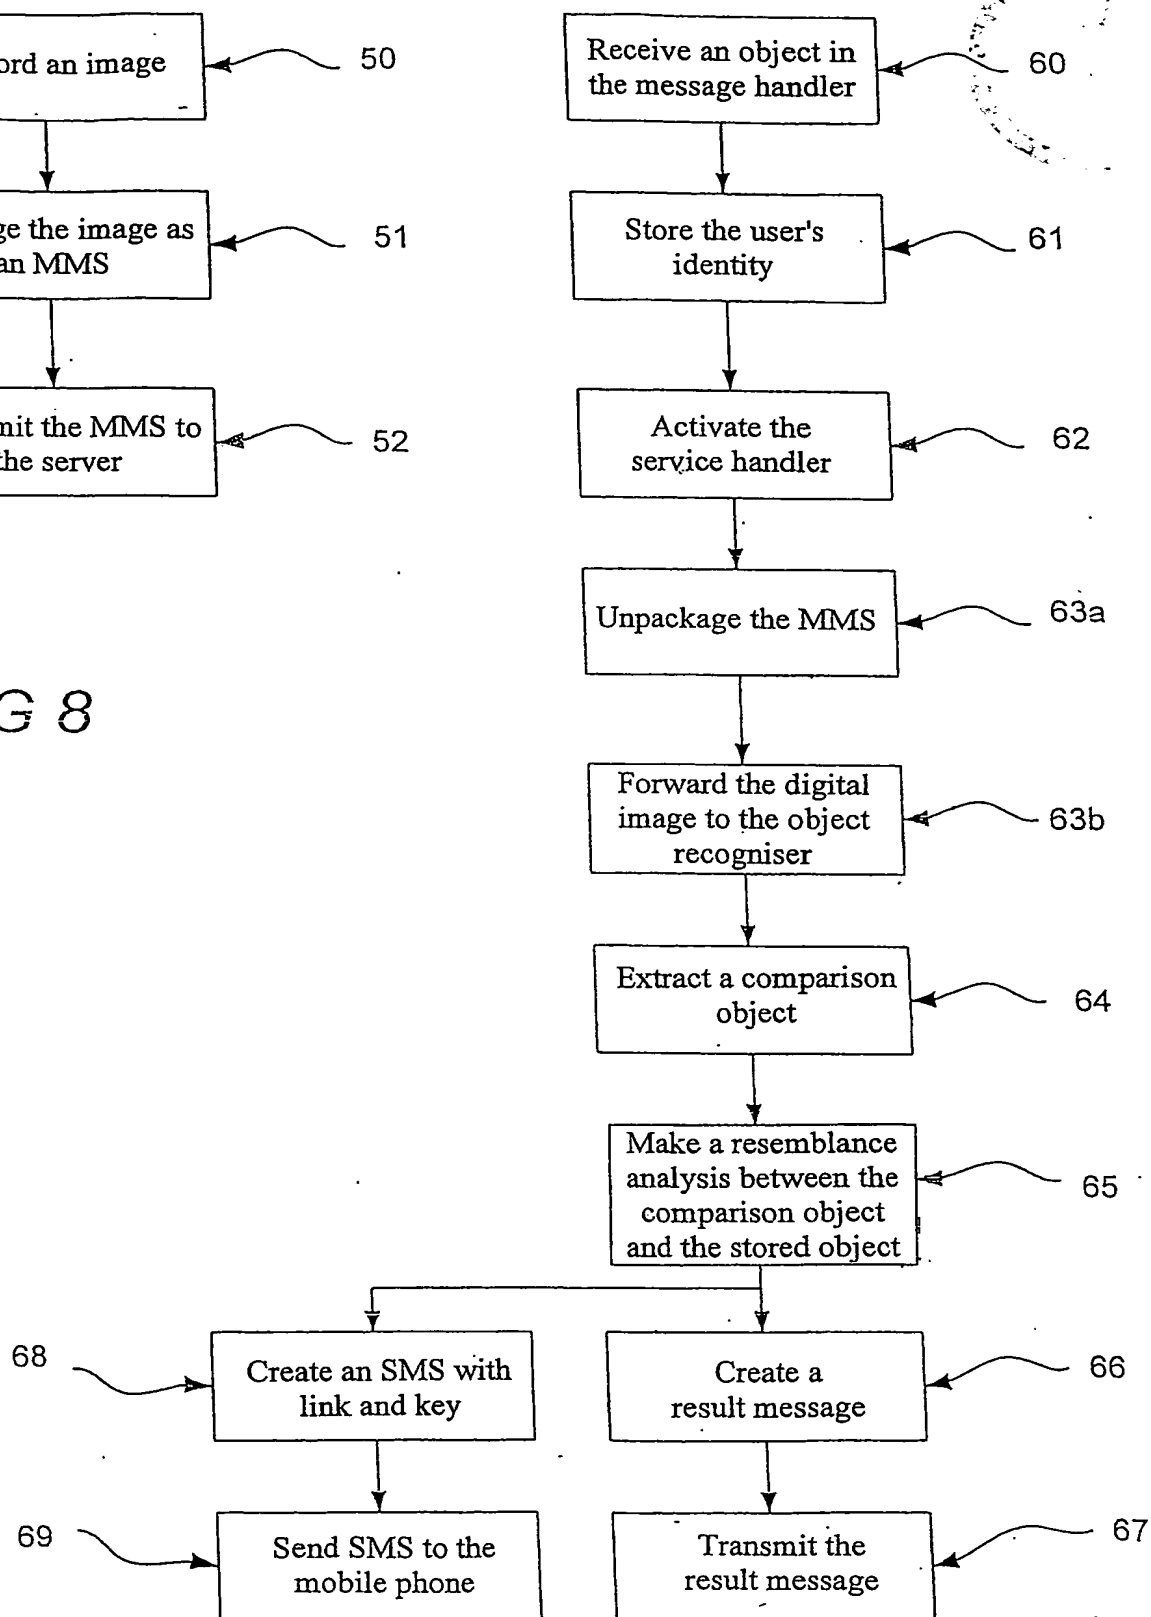 ord an image
50
ge the image as
an MMS
51
mit the MMS to
the server
52
G 8
Receive an object in
the message handler
60
Store the user's
identity
61
Activate the
service handler
62
Unpackage the MMS
63a
Forward the digital
image to the object
recogniser
63b
Extract a comparison
object
64
Make a resemblance
analysis between the
comparison object
and the stored object
65
68
Create an SMS with
link and key
Create a
result message
66
69
Send SMS to the
mobile phone
Transmit the
result message
67